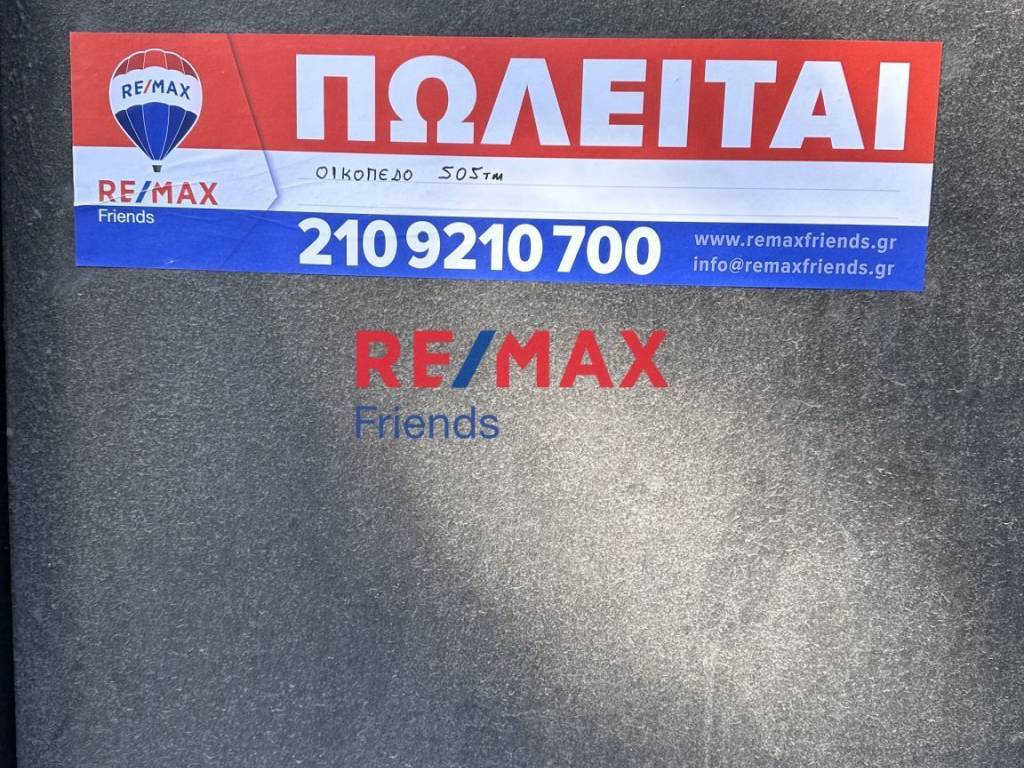 RE/MAX
RE/MAX
Friends
ΠΩΛΕΙΤΑΙ
ΟΙΚΟΠΕΔΟ 505τμ
210 9210 700
www.remaxfriends.gr
info@remaxfriends.gr
RE/MAX
Friends